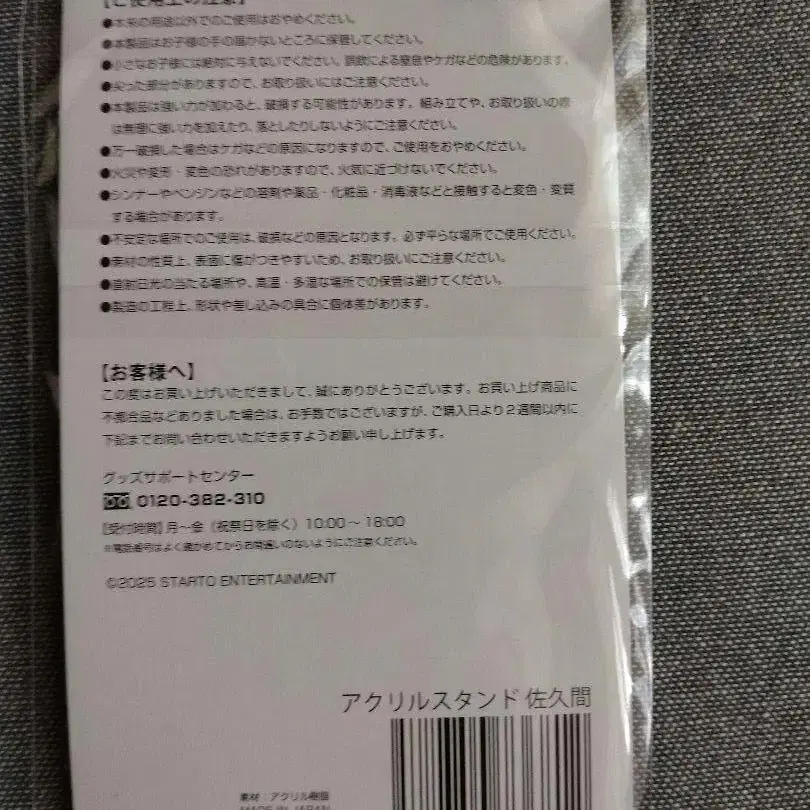 【ご使用上の注意】
●本来の用途以外でのご使用はおやめください。
●本製品はお子様の手の届かないところに保管してください。
●小さなお子様には絶対に与えないでください。誤飲による窒息やケガなどの危険があります。
●尖った部分がありますので、お取り扱いにはご注意ください。
●本製品は強い力が加わると、破損する可能性があります。組み立てや、お取り扱いの際
は無理に強い力を加えたり、落としたりしないようにご注意ください。
●万一破損した場合はケガなどの原因になりますので、ご使用をおやめください。
●火災や変形・変色の恐れがありますので、火気に近づけないでください。
●シンナーやベンジンなどの溶剤や薬品・化粧品・消毒液などと接触すると変色・変質
する場合があります。
●不安定な場所でのご使用は、破損などの原因となります。必ず平らな場所でご使用ください。
●素材の性質上、表面に傷がつきやすいため、お取り扱いにご注意ください。
●直射日光の当たる場所や、高温・多湿な場所での保管は避けてください。
●製造の工程上、形状や差し込みの具合に個体差があります。
【お客様へ】
この度はお買い上げいただきまして、誠にありがとうございます。お買い上げ商品に
不都合品などありました場合は、お手数ではございますが、ご購入日より2週間以内に
下記までお問い合わせいただきますようお願い申し上げます。
グッズサポートセンター
0120-382-310
【受付時間】月～金（祝祭日を除く）10:00～18:00
※電話番号はよく確かめてからお間違いのないようにご注意ください。
©2025 STARTO ENTERTAINMENT
アクリルスタンド 佐久間
素材：アクリル樹脂
MADE IN JAPAN